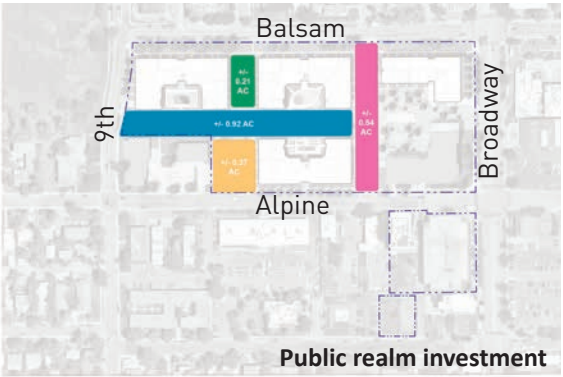 Balsam
+/-
0.21
AC
9th
+/- 0.92 AC
+/-
0.54
AC
Broadway
+/- 0.37
AC
Alpine
Public realm investment